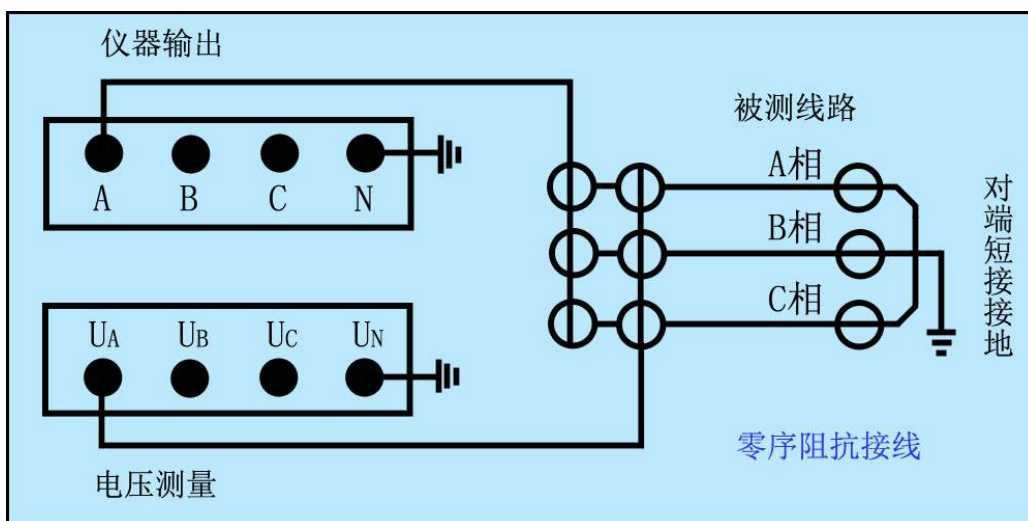 仪器输出
A B C N
UA UB UC UN
电压测量
被测线路
A相
B相
C相
对端短接接地
零序阻抗接线